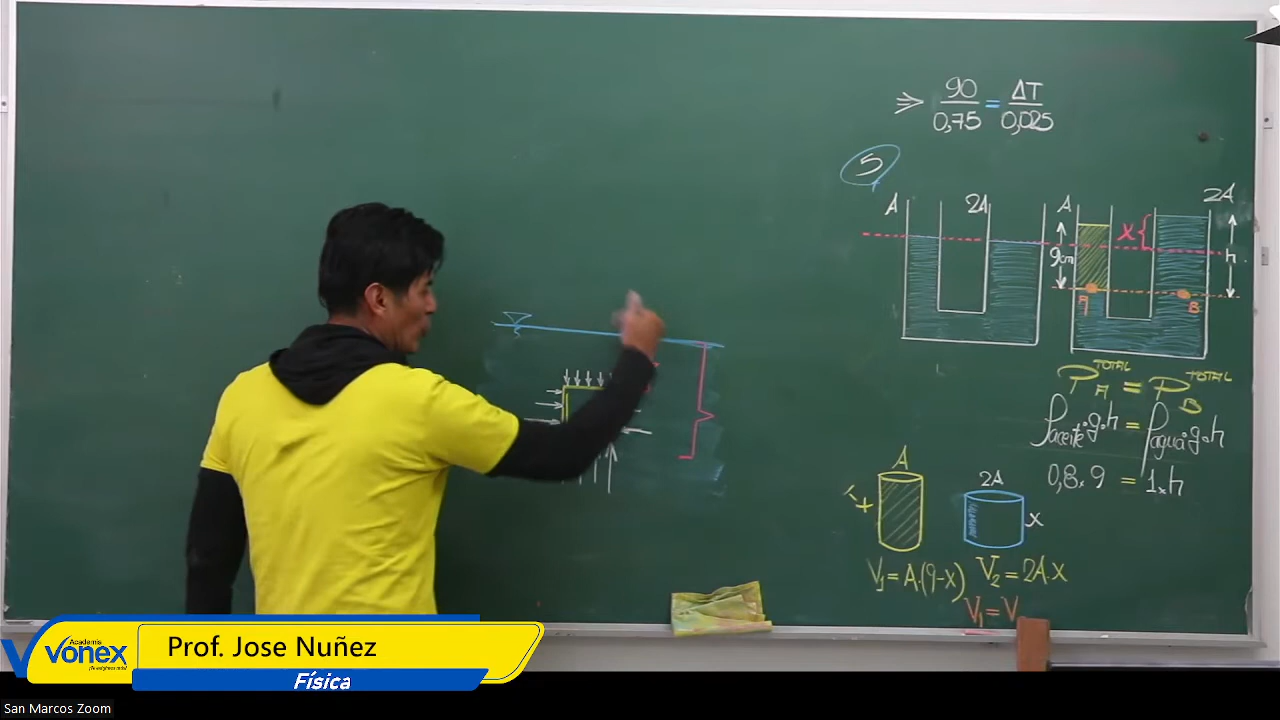 ⇒ 90/0,75 = ΔT/0,025
5
A 2A A 2A
X{
9cm
h
A B
P_A^TOTAL = P_B^TOTAL
ρaceite·g·h = ρagua·g·h
0,8×9 = 1×h
A 2A
x
V₁=A·(9-x) V₂=2A·x
V₁=V
Academia
vonex
Prof. Jose Nuñez
Física
San Marcos Zoom